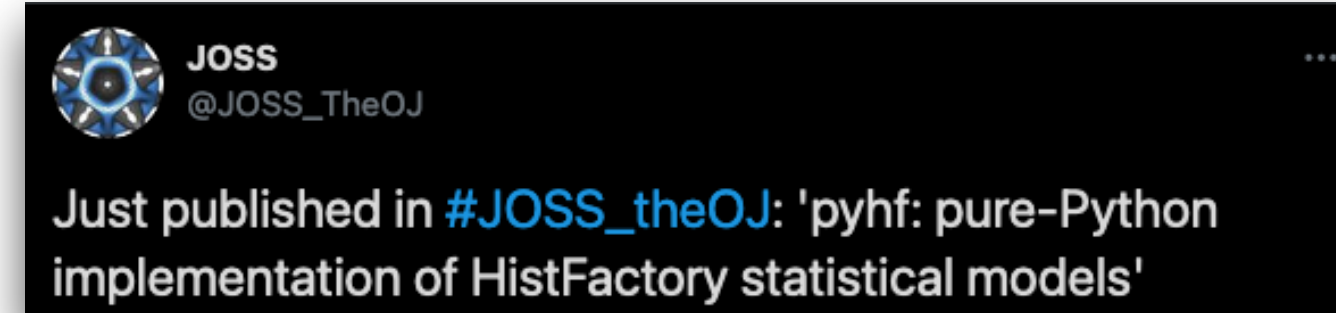 JOSS
@JOSS_TheOJ
Just published in #JOSS_theOJ: 'pyhf: pure-Python
implementation of HistFactory statistical models'